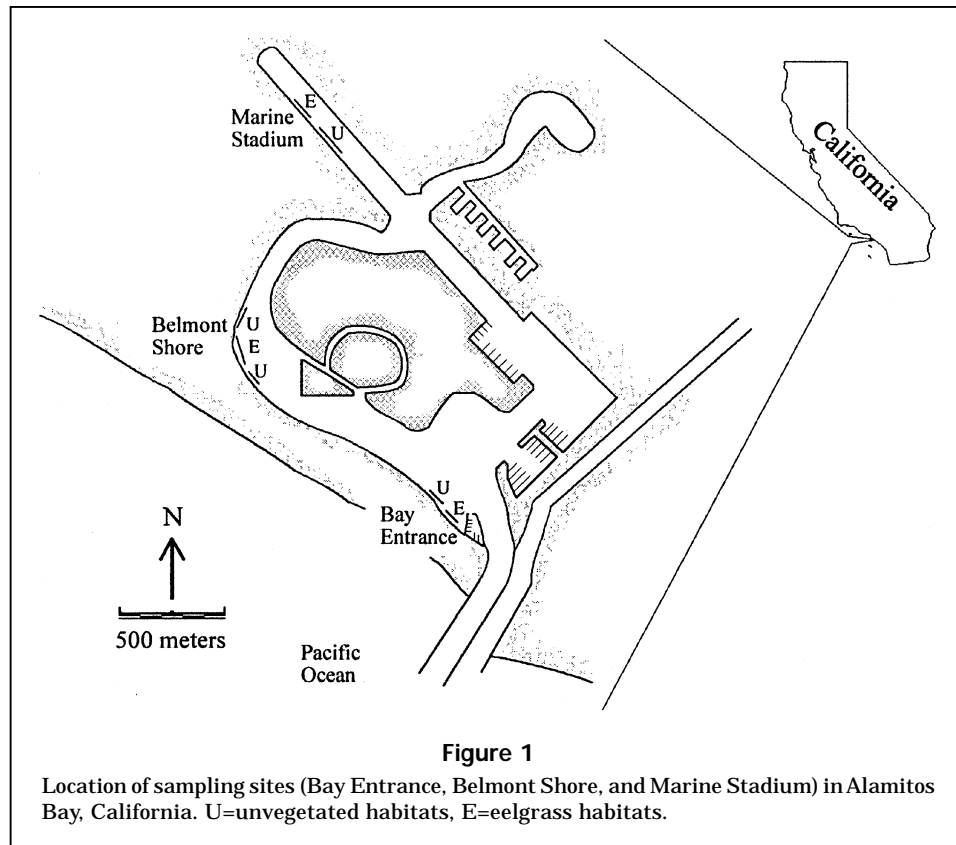 E
Marine
Stadium
U
California
Belmont
Shore
U
E
U
U
E
Bay
Entrance
N
500 meters
Pacific
Ocean
Figure 1
Location of sampling sites (Bay Entrance, Belmont Shore, and Marine Stadium) in Alamitos
Bay, California. U=unvegetated habitats, E=eelgrass habitats.